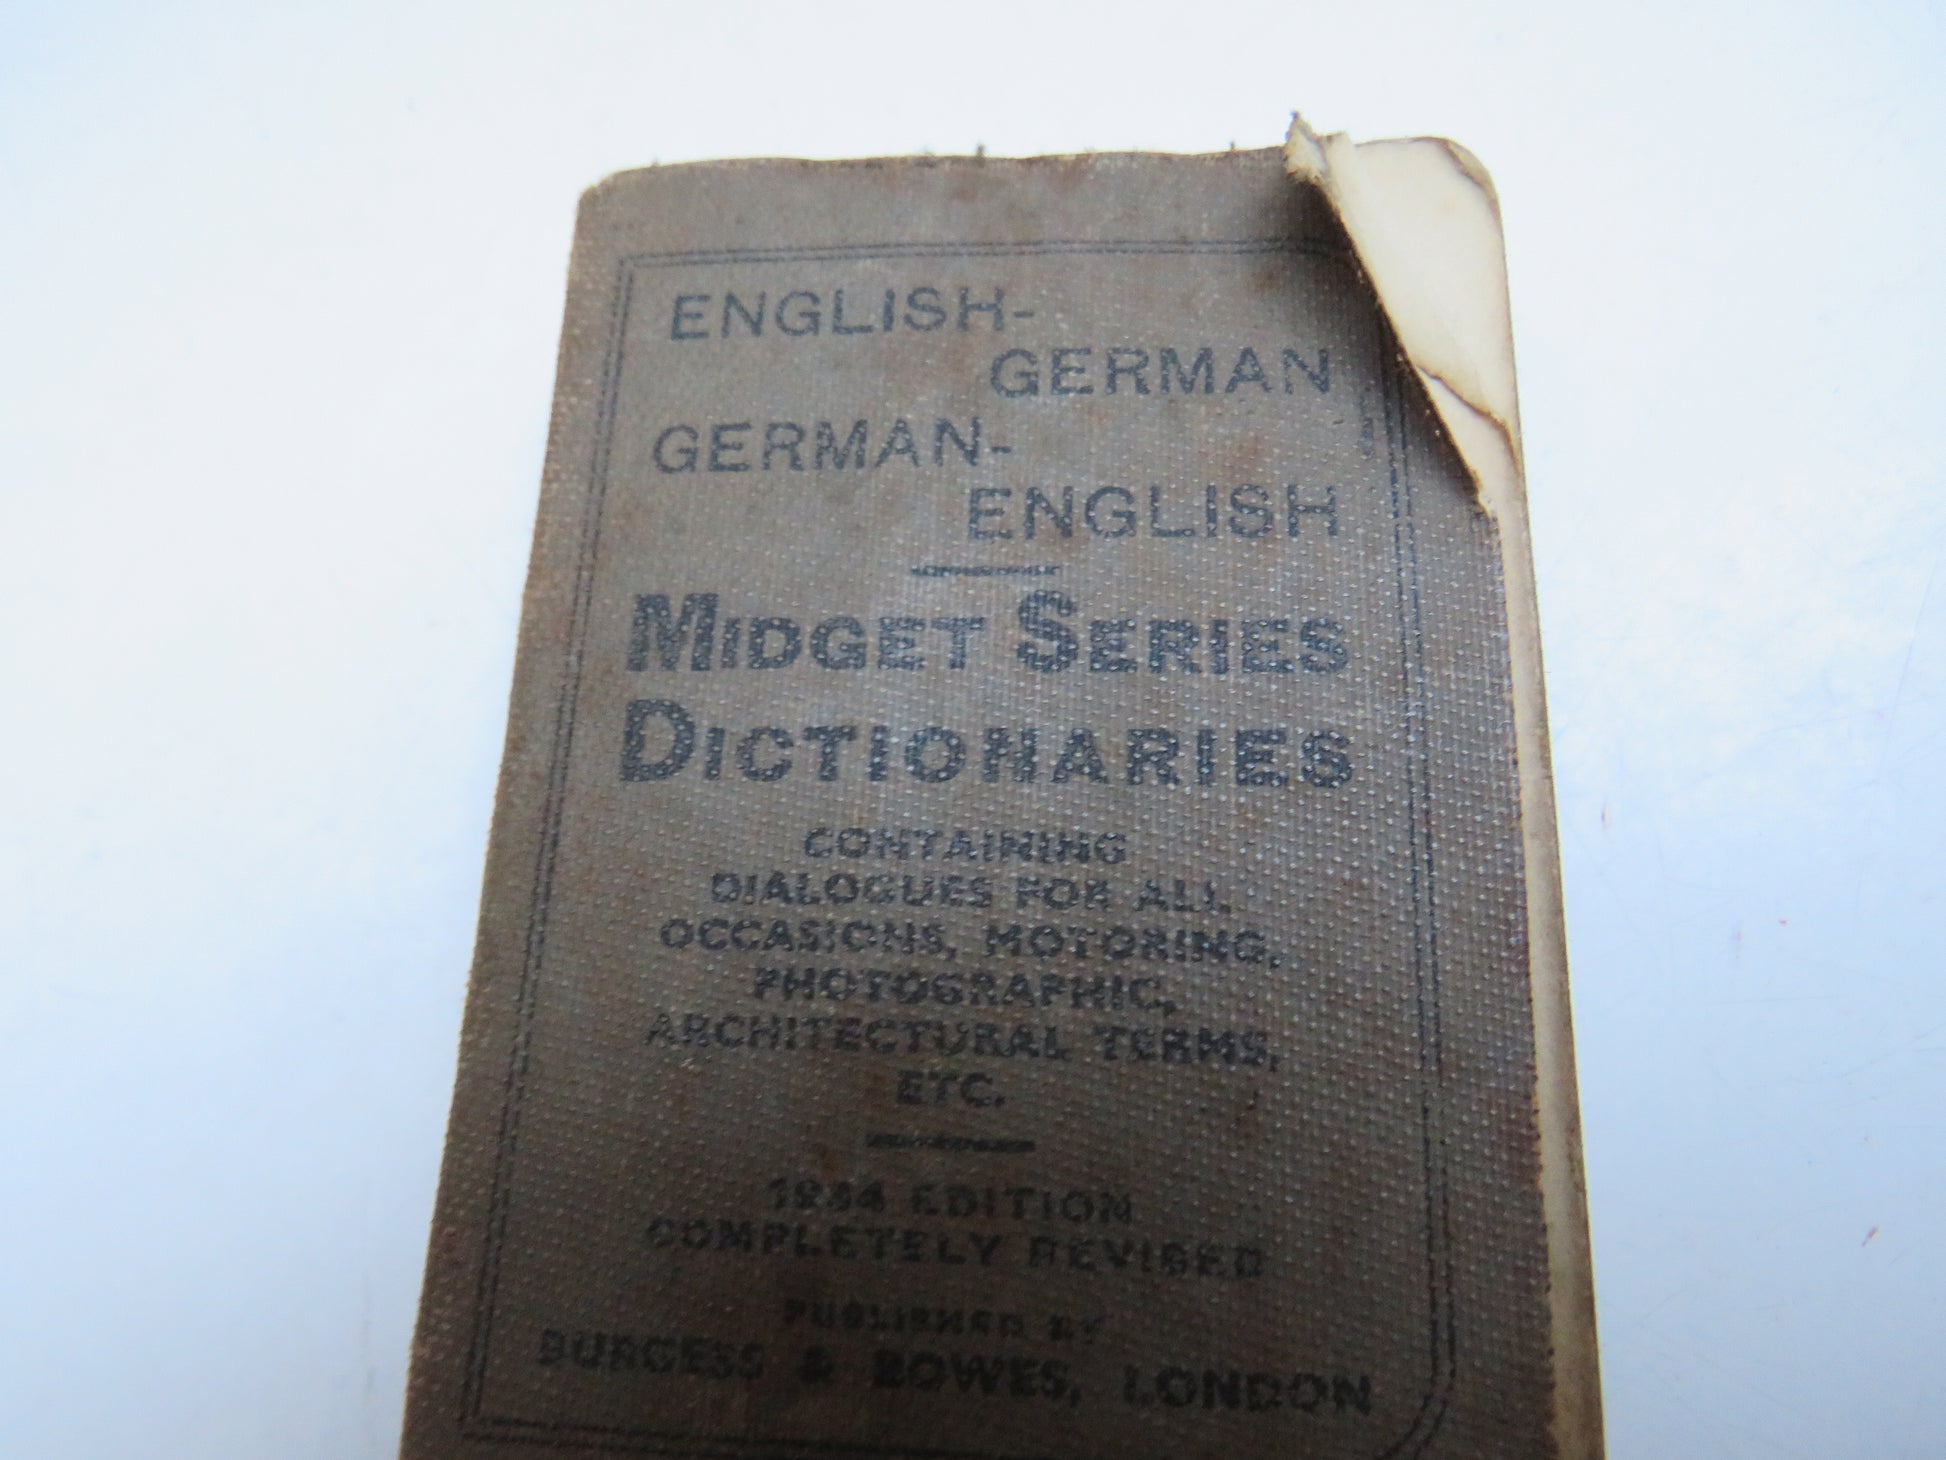 ENGLISH-
GERMAN
GERMAN-
ENGLISH
MIDGET SERIES
DICTIONARIES
CONTAINING
DIALOGUES FOR ALL
OCCASIONS, MOTORING,
PHOTOGRAPHIC,
ARCHITECTURAL TERMS,
ETC.
1934 EDITION
COMPLETELY REVISED
PUBLISHED BY
BURGESS & BOWES, LONDON